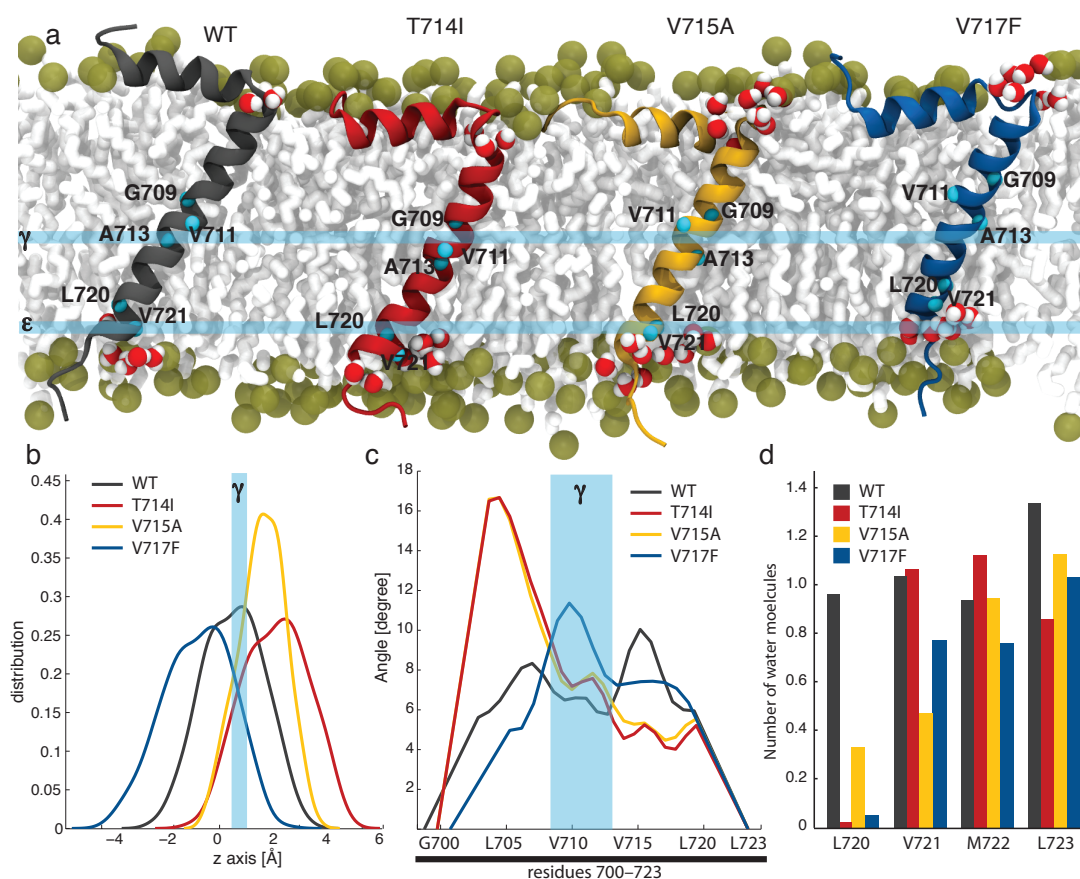 a
WT
T714I
V715A
V717F
G709
V711
A713
L720
V721
G709
V711
A713
L720
V721
V711
G709
A713
L720
V721
V711
G709
A713
L720
V721
γ
ε
b
distribution
0.45
0.4
0.35
0.3
0.25
0.2
0.15
0.1
0.05
0
WT
T714I
V715A
V717F
γ
−6
−2
0
2
4
6
z axis [Å]
c
Angle [degree]
18
16
14
12
10
8
6
4
2
γ
WT
T714I
V715A
V717F
G700
L705
V710
V715
L720
L723
residues 700–723
d
Number of water moelcules
1.4
1.2
1.0
0.8
0.6
0.4
0.2
0
WT
T714I
V715A
V717F
L720
V721
M722
L723